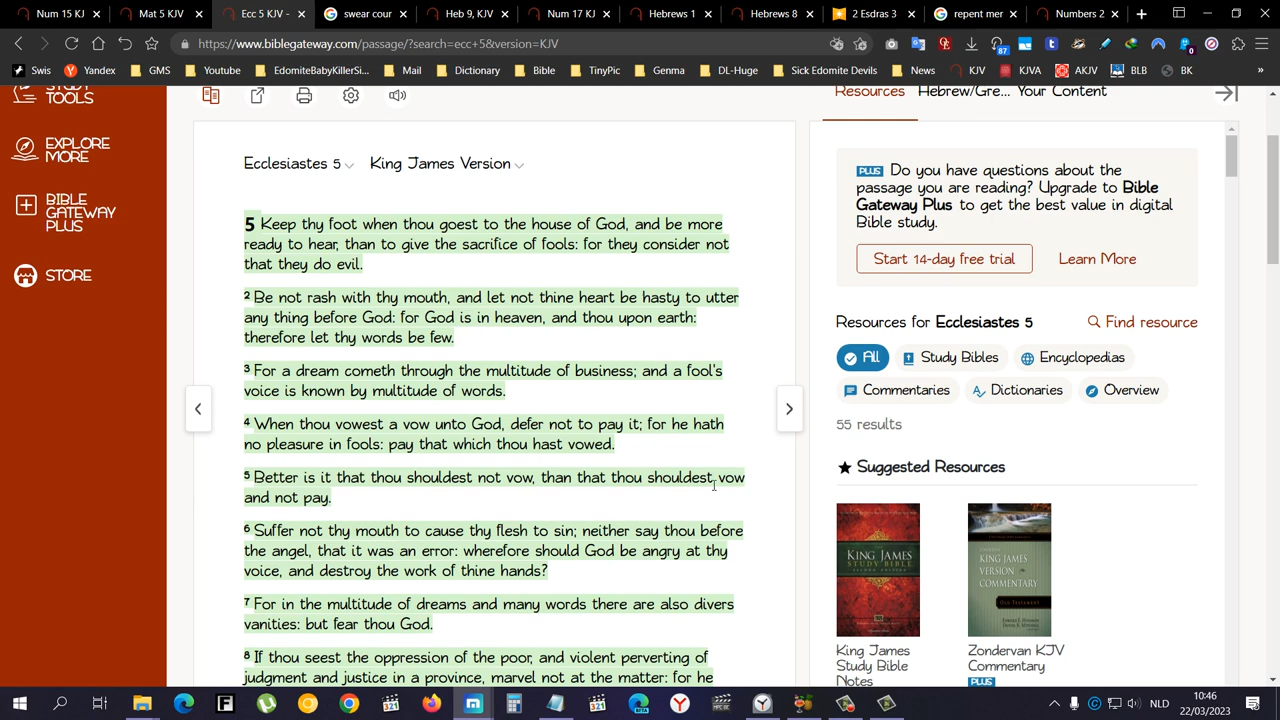 Num 15 KJ
Mat 5 KJV
Ecc 5 KJV -
swear cour
Heb 9, KJV
Num 17 KJ
Hebrews 1
Hebrews 8
2 Esdras 3
repent mer
Numbers 2
https://www.biblegateway.com/passage/?search=ecc+5&version=KJV
87
0
Swis
Yandex
GMS
Youtube
EdomiteBabyKillerSi...
Mail
Dictionary
Bible
TinyPic
Genma
DL-Huge
Sick Edomite Devils
News
KJV
KJVA
AKJV
BLB
BK
STUDY
TOOLS
EXPLORE
MORE
BIBLE
GATEWAY
PLUS
STORE
Resources
Hebrew/Gre...
Your Content
Ecclesiastes 5
King James Version
5 Keep thy foot when thou goest to the house of God, and be more
ready to hear, than to give the sacrifice of fools: for they consider not
that they do evil.
2 Be not rash with thy mouth, and let not thine heart be hasty to utter
any thing before God: for God is in heaven, and thou upon earth:
therefore let thy words be few.
3 For a dream cometh through the multitude of business; and a fool's
voice is known by multitude of words.
4 When thou vowest a vow unto God, defer not to pay it; for he hath
no pleasure in fools: pay that which thou hast vowed.
5 Better is it that thou shouldest not vow, than that thou shouldest vow
and not pay.
6 Suffer not thy mouth to cause thy flesh to sin; neither say thou before
the angel, that it was an error: wherefore should God be angry at thy
voice, and destroy the work of thine hands?
7 For in the multitude of dreams and many words there are also divers
vanities: but fear thou God.
8 If thou seest the oppression of the poor, and violent perverting of
judgment and justice in a province, marvel not at the matter: for he
PLUS Do you have questions about the
passage you are reading? Upgrade to Bible
Gateway Plus to get the best value in digital
Bible study.
Start 14-day free trial
Learn More
Resources for Ecclesiastes 5
Find resource
All
Study Bibles
Encyclopedias
Commentaries
Dictionaries
Overview
55 results
Suggested Resources
KING JAMES
STUDY BIBLE
KING JAMES
VERSION
COMMENTARY
King James
Study Bible
Notes
Zondervan KJV
Commentary
PLUS
321
321
BETA
NLD
10:46
22/03/2023